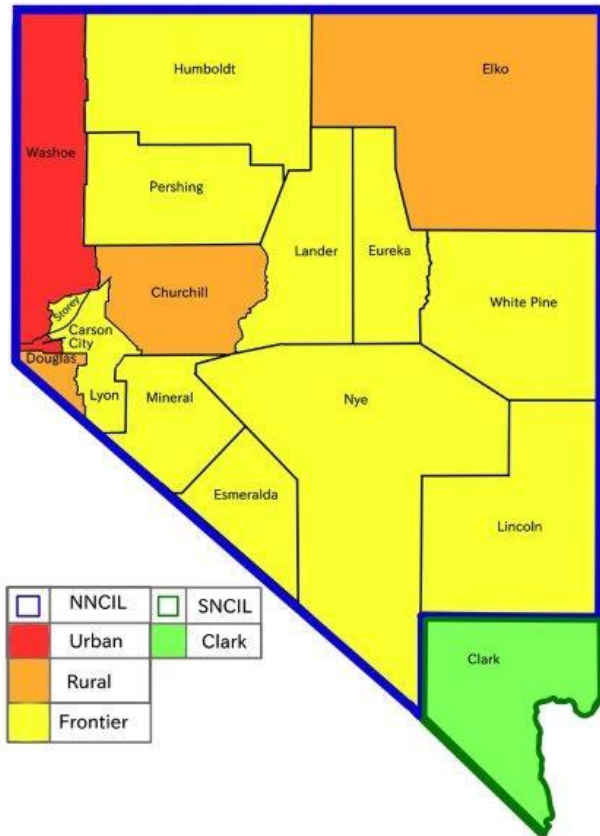 Humboldt
Elko
Washoe
Pershing
Lander
Eureka
Churchill
White Pine
Storey
Carson
City
Douglas
Lyon
Mineral
Nye
Esmeralda
Lincoln
NNCIL
SNCIL
Urban
Clark
Rural
Frontier
Clark